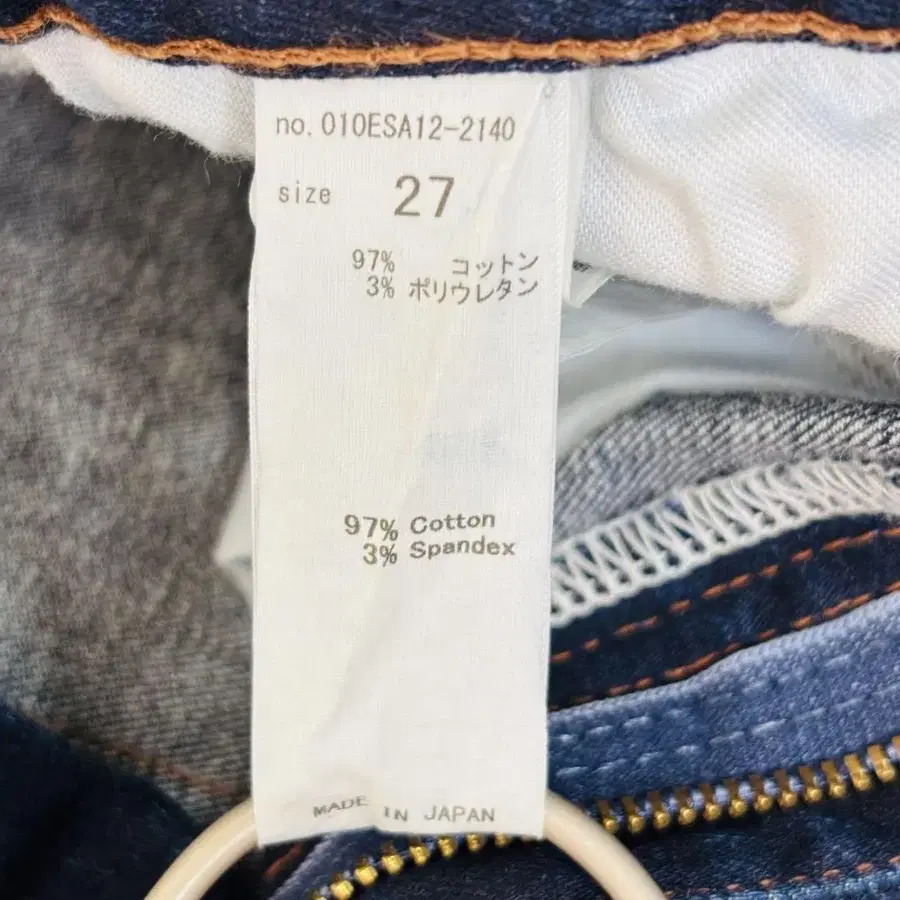 no. 010ESA12-2140
size 27
97% コットン
3% ポリウレタン
97% Cotton
3% Spandex
MADE IN JAPAN